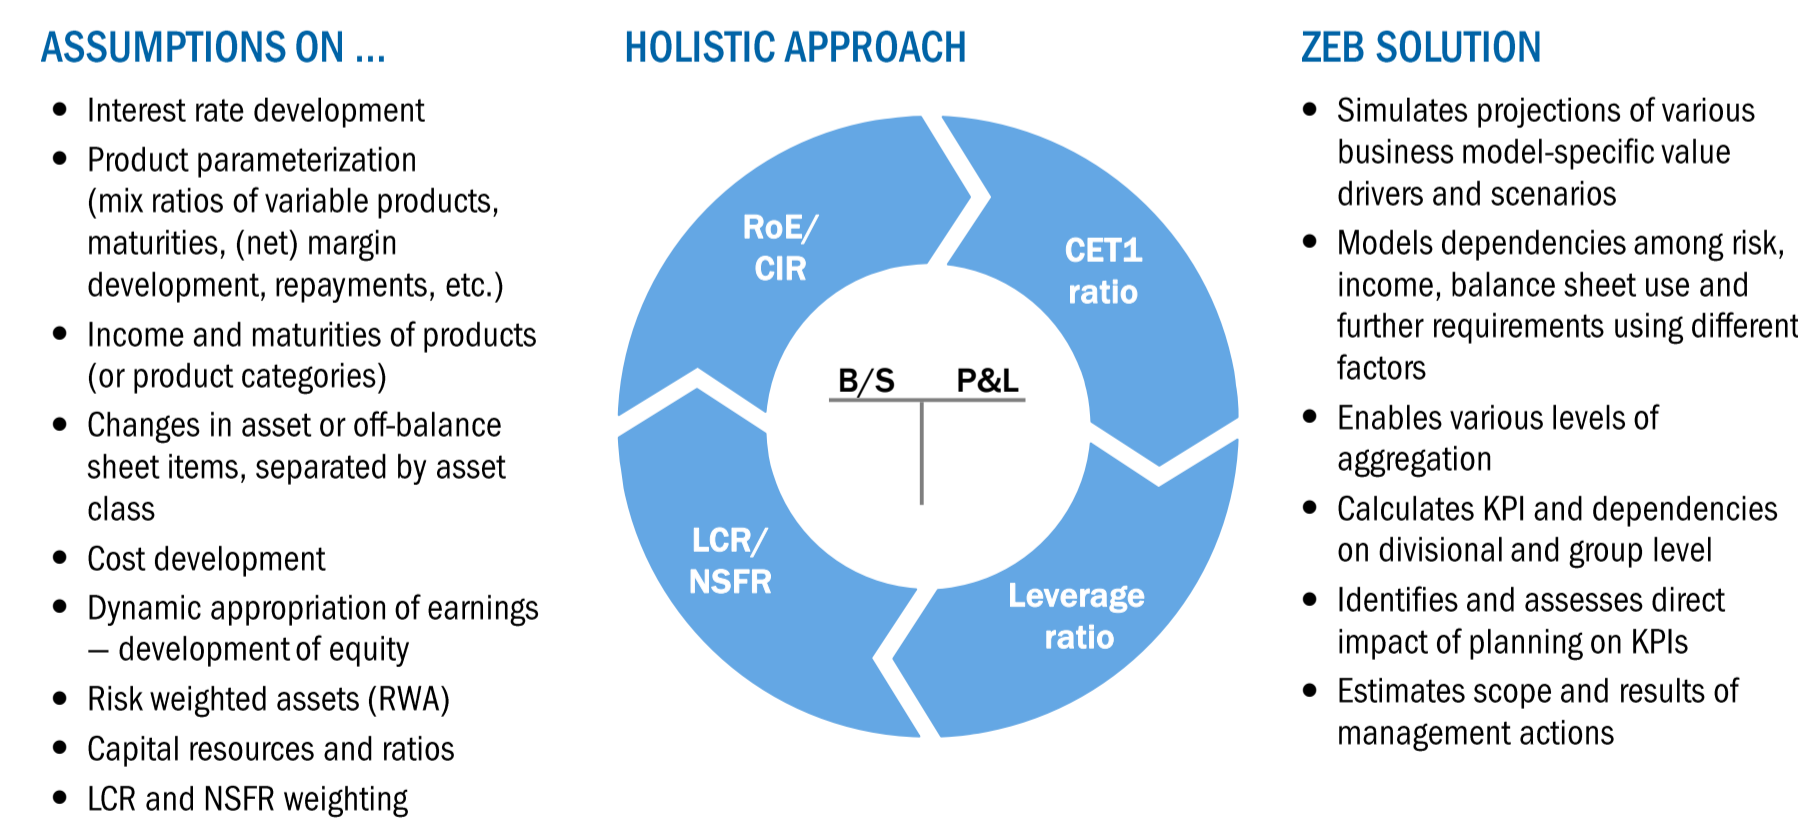 ASSUMPTIONS ON ...
• Interest rate development
• Product parameterization
(mix ratios of variable products,
maturities, (net) margin
development, repayments, etc.)
• Income and maturities of products
(or product categories)
• Changes in asset or off-balance
sheet items, separated by asset
class
• Cost development
• Dynamic appropriation of earnings
– development of equity
• Risk weighted assets (RWA)
• Capital resources and ratios
• LCR and NSFR weighting
HOLISTIC APPROACH
RoE/
CIR
CET1
ratio
B/S P&L
LCR/
NSFR
Leverage
ratio
ZEB SOLUTION
• Simulates projections of various
business model-specific value
drivers and scenarios
• Models dependencies among risk,
income, balance sheet use and
further requirements using different
factors
• Enables various levels of
aggregation
• Calculates KPI and dependencies
on divisional and group level
• Identifies and assesses direct
impact of planning on KPIs
• Estimates scope and results of
management actions